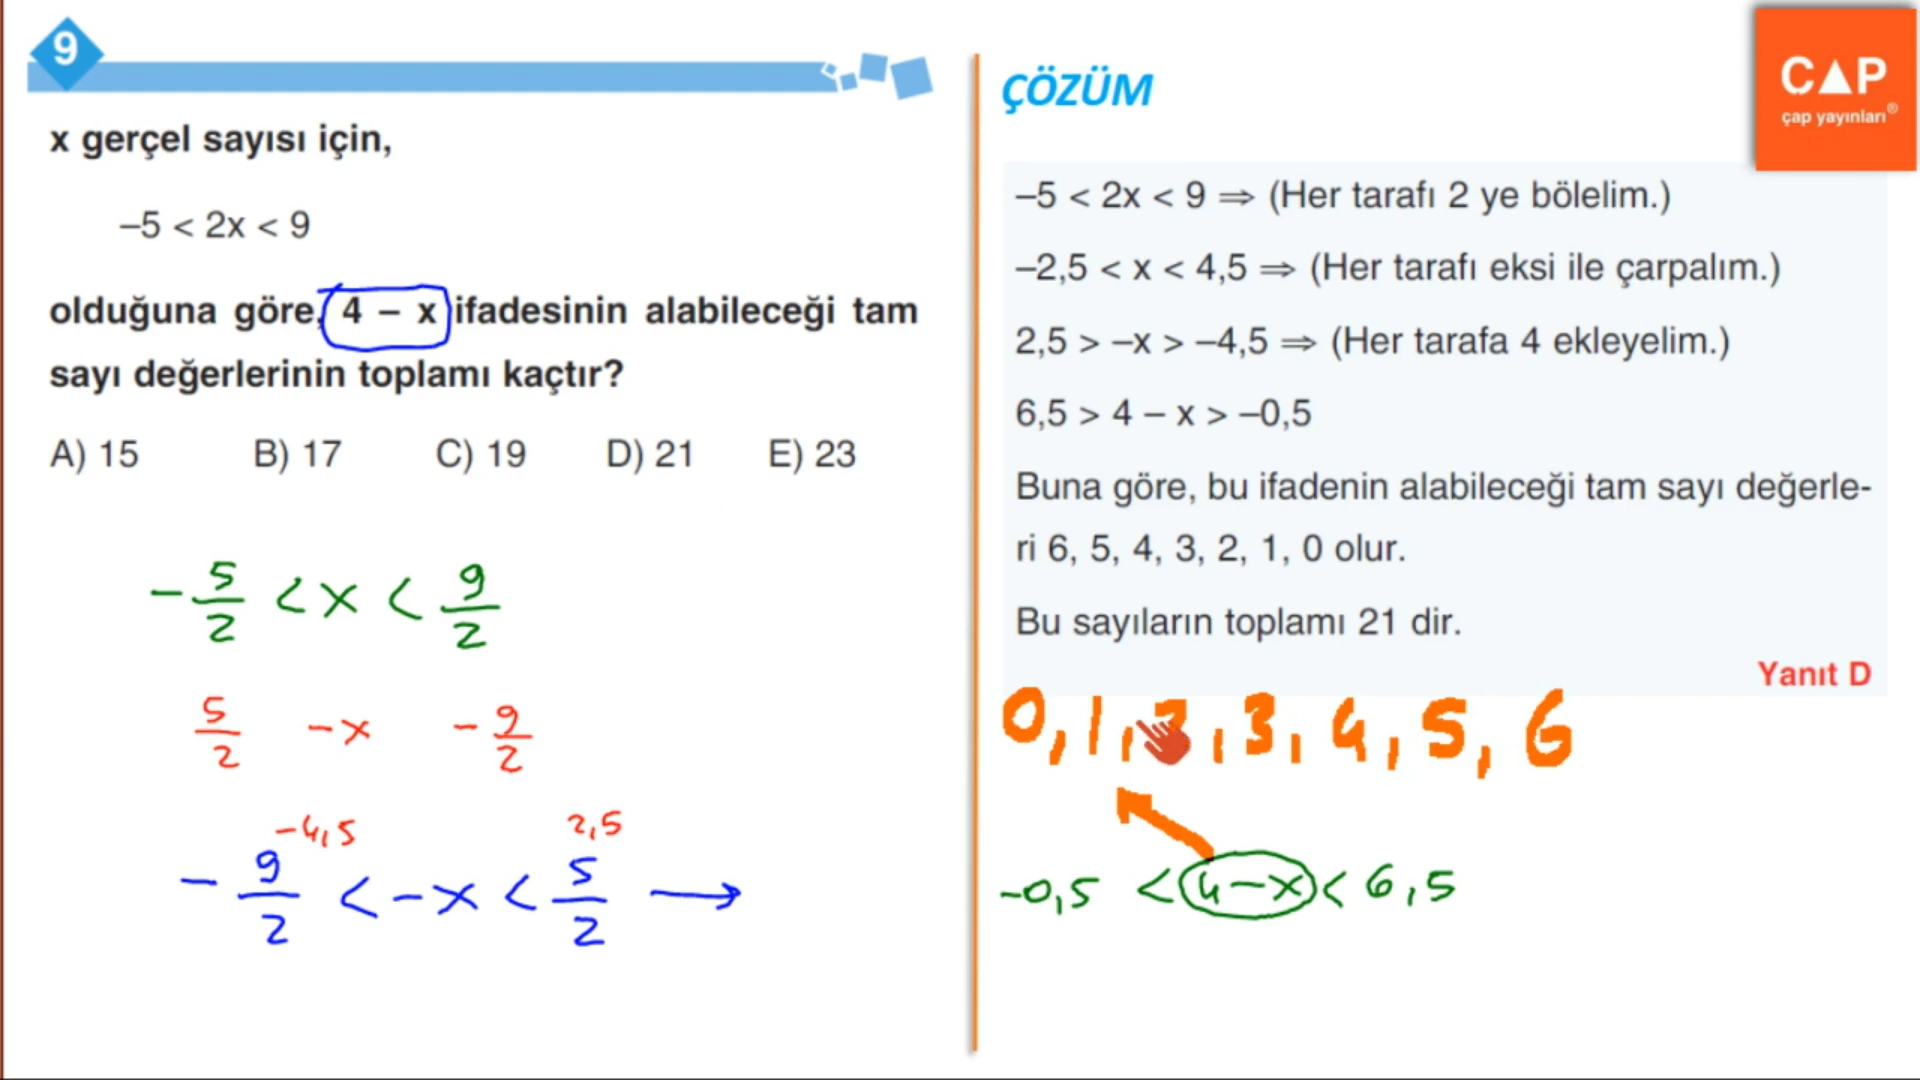 9
x gerçel sayısı için,
–5 < 2x < 9
olduğuna göre, 4 – x ifadesinin alabileceği tam
sayı değerlerinin toplamı kaçtır?
A) 15 B) 17 C) 19 D) 21 E) 23
- 5/2 < x < 9/2
5/2 -x - 9/2
-4,5 2,5
- 9/2 < -x < 5/2 →
ÇÖZÜM
–5 < 2x < 9 ⇒ (Her tarafı 2 ye bölelim.)
–2,5 < x < 4,5 ⇒ (Her tarafı eksi ile çarpalım.)
2,5 > –x > –4,5 ⇒ (Her tarafa 4 ekleyelim.)
6,5 > 4 – x > –0,5
Buna göre, bu ifadenin alabileceği tam sayı değerle-
ri 6, 5, 4, 3, 2, 1, 0 olur.
Bu sayıların toplamı 21 dir.
Yanıt D
0, 1, 2, 3, 4, 5, 6
-0,5 < 4-x < 6,5
CAP
çap yayınları®